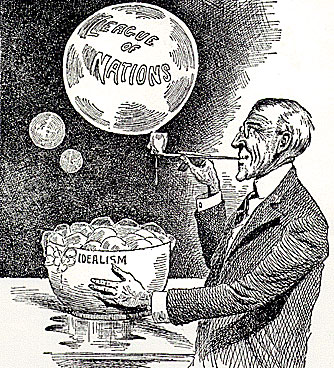 LEAGUE
OF
NATIONS
IDEALISM